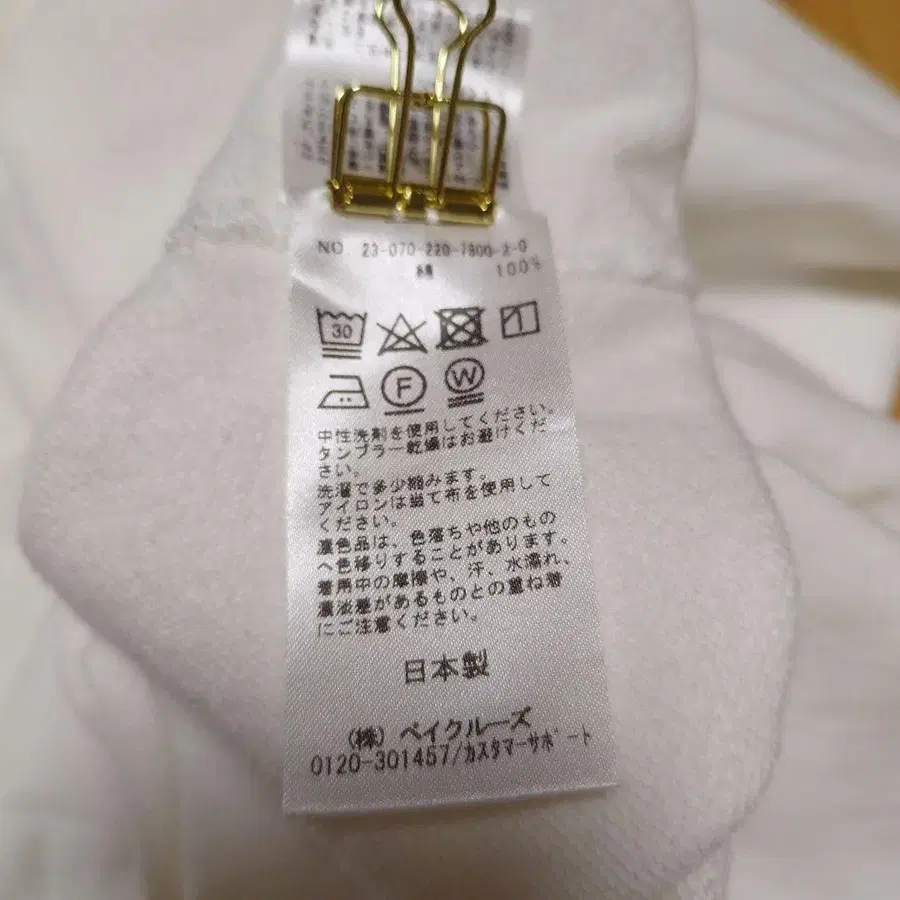 NO. 23-070-220-7800-2-0
綿 100%
30
F
W
中性洗剤を使用してください。
タンブラー乾燥はお避けくだ
さい。
洗濯で多少縮みます。
アイロンは当て布を使用して
ください。
濃色品は、色落ちや他のもの
へ色移りすることがあります。
着用中の摩擦や、汗、水濡れ、
濃淡差があるものとの重ね着
にご注意ください。
日本製
(株) ベイクルーズ
0120-301457/カスタマーサポート